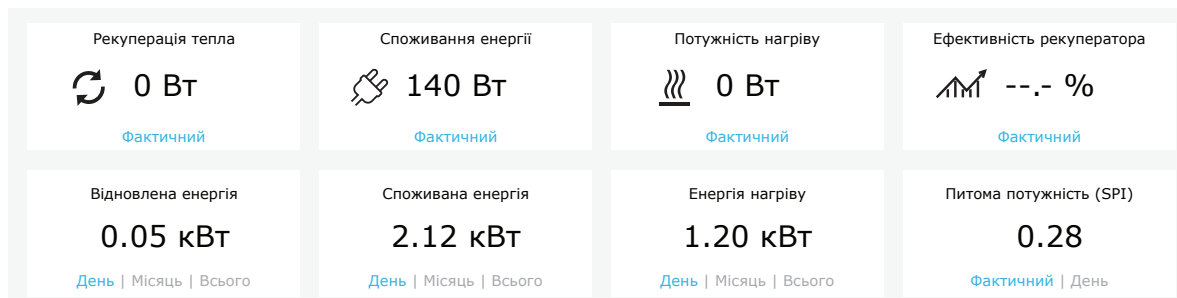 Рекуперація тепла
0 Вт
Фактичний
Споживання енергії
140 Вт
Фактичний
Потужність нагріву
0 Вт
Фактичний
Ефективність рекуператора
--.- %
Фактичний
Відновлена енергія
0.05 кВт
День | Місяць | Всього
Споживана енергія
2.12 кВт
День | Місяць | Всього
Енергія нагріву
1.20 кВт
День | Місяць | Всього
Питома потужність (SPI)
0.28
Фактичний | День